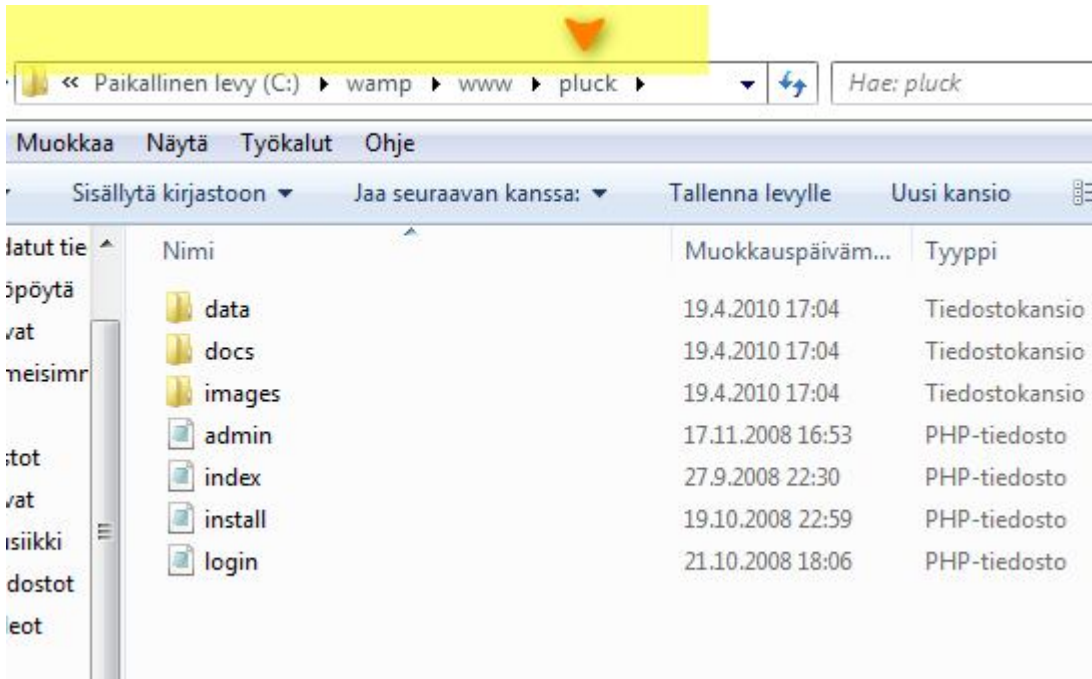 « Paikallinen levy (C:) wamp www pluck Hae: pluck
Muokkaa Näytä Työkalut Ohje
Sisällytä kirjastoon Jaa seuraavan kanssa: Tallenna levylle Uusi kansio
Nimi Muokkauspäiväm... Tyyppi
data 19.4.2010 17:04 Tiedostokansio
docs 19.4.2010 17:04 Tiedostokansio
images 19.4.2010 17:04 Tiedostokansio
admin 17.11.2008 16:53 PHP-tiedosto
index 27.9.2008 22:30 PHP-tiedosto
install 19.10.2008 22:59 PHP-tiedosto
login 21.10.2008 18:06 PHP-tiedosto